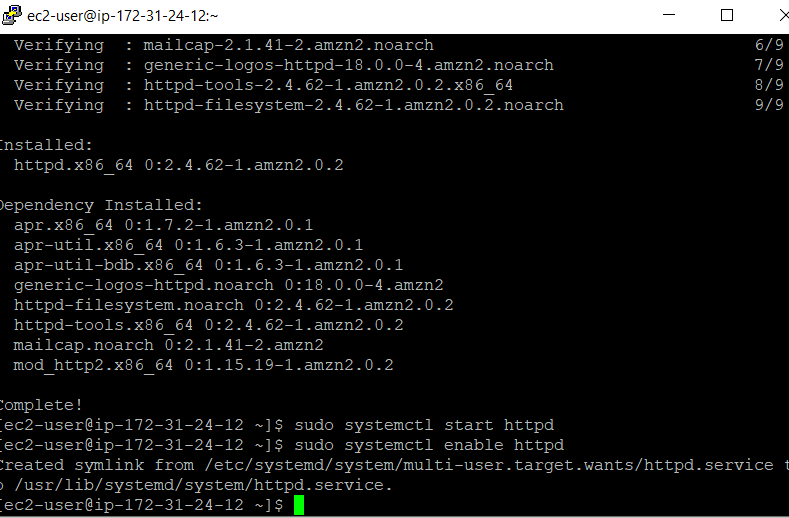 ec2-user@ip-172-31-24-12:~
Verifying  : mailcap-2.1.41-2.amzn2.noarch 6/9
Verifying  : generic-logos-httpd-18.0.0-4.amzn2.noarch 7/9
Verifying  : httpd-tools-2.4.62-1.amzn2.0.2.x86_64 8/9
Verifying  : httpd-filesystem-2.4.62-1.amzn2.0.2.noarch 9/9
Installed:
httpd.x86_64 0:2.4.62-1.amzn2.0.2
Dependency Installed:
apr.x86_64 0:1.7.2-1.amzn2.0.1
apr-util.x86_64 0:1.6.3-1.amzn2.0.1
apr-util-bdb.x86_64 0:1.6.3-1.amzn2.0.1
generic-logos-httpd.noarch 0:18.0.0-4.amzn2
httpd-filesystem.noarch 0:2.4.62-1.amzn2.0.2
httpd-tools.x86_64 0:2.4.62-1.amzn2.0.2
mailcap.noarch 0:2.1.41-2.amzn2
mod_http2.x86_64 0:1.15.19-1.amzn2.0.2
Complete!
[ec2-user@ip-172-31-24-12 ~]$ sudo systemctl start httpd
[ec2-user@ip-172-31-24-12 ~]$ sudo systemctl enable httpd
Created symlink from /etc/systemd/system/multi-user.target.wants/httpd.service t
o /usr/lib/systemd/system/httpd.service.
[ec2-user@ip-172-31-24-12 ~]$